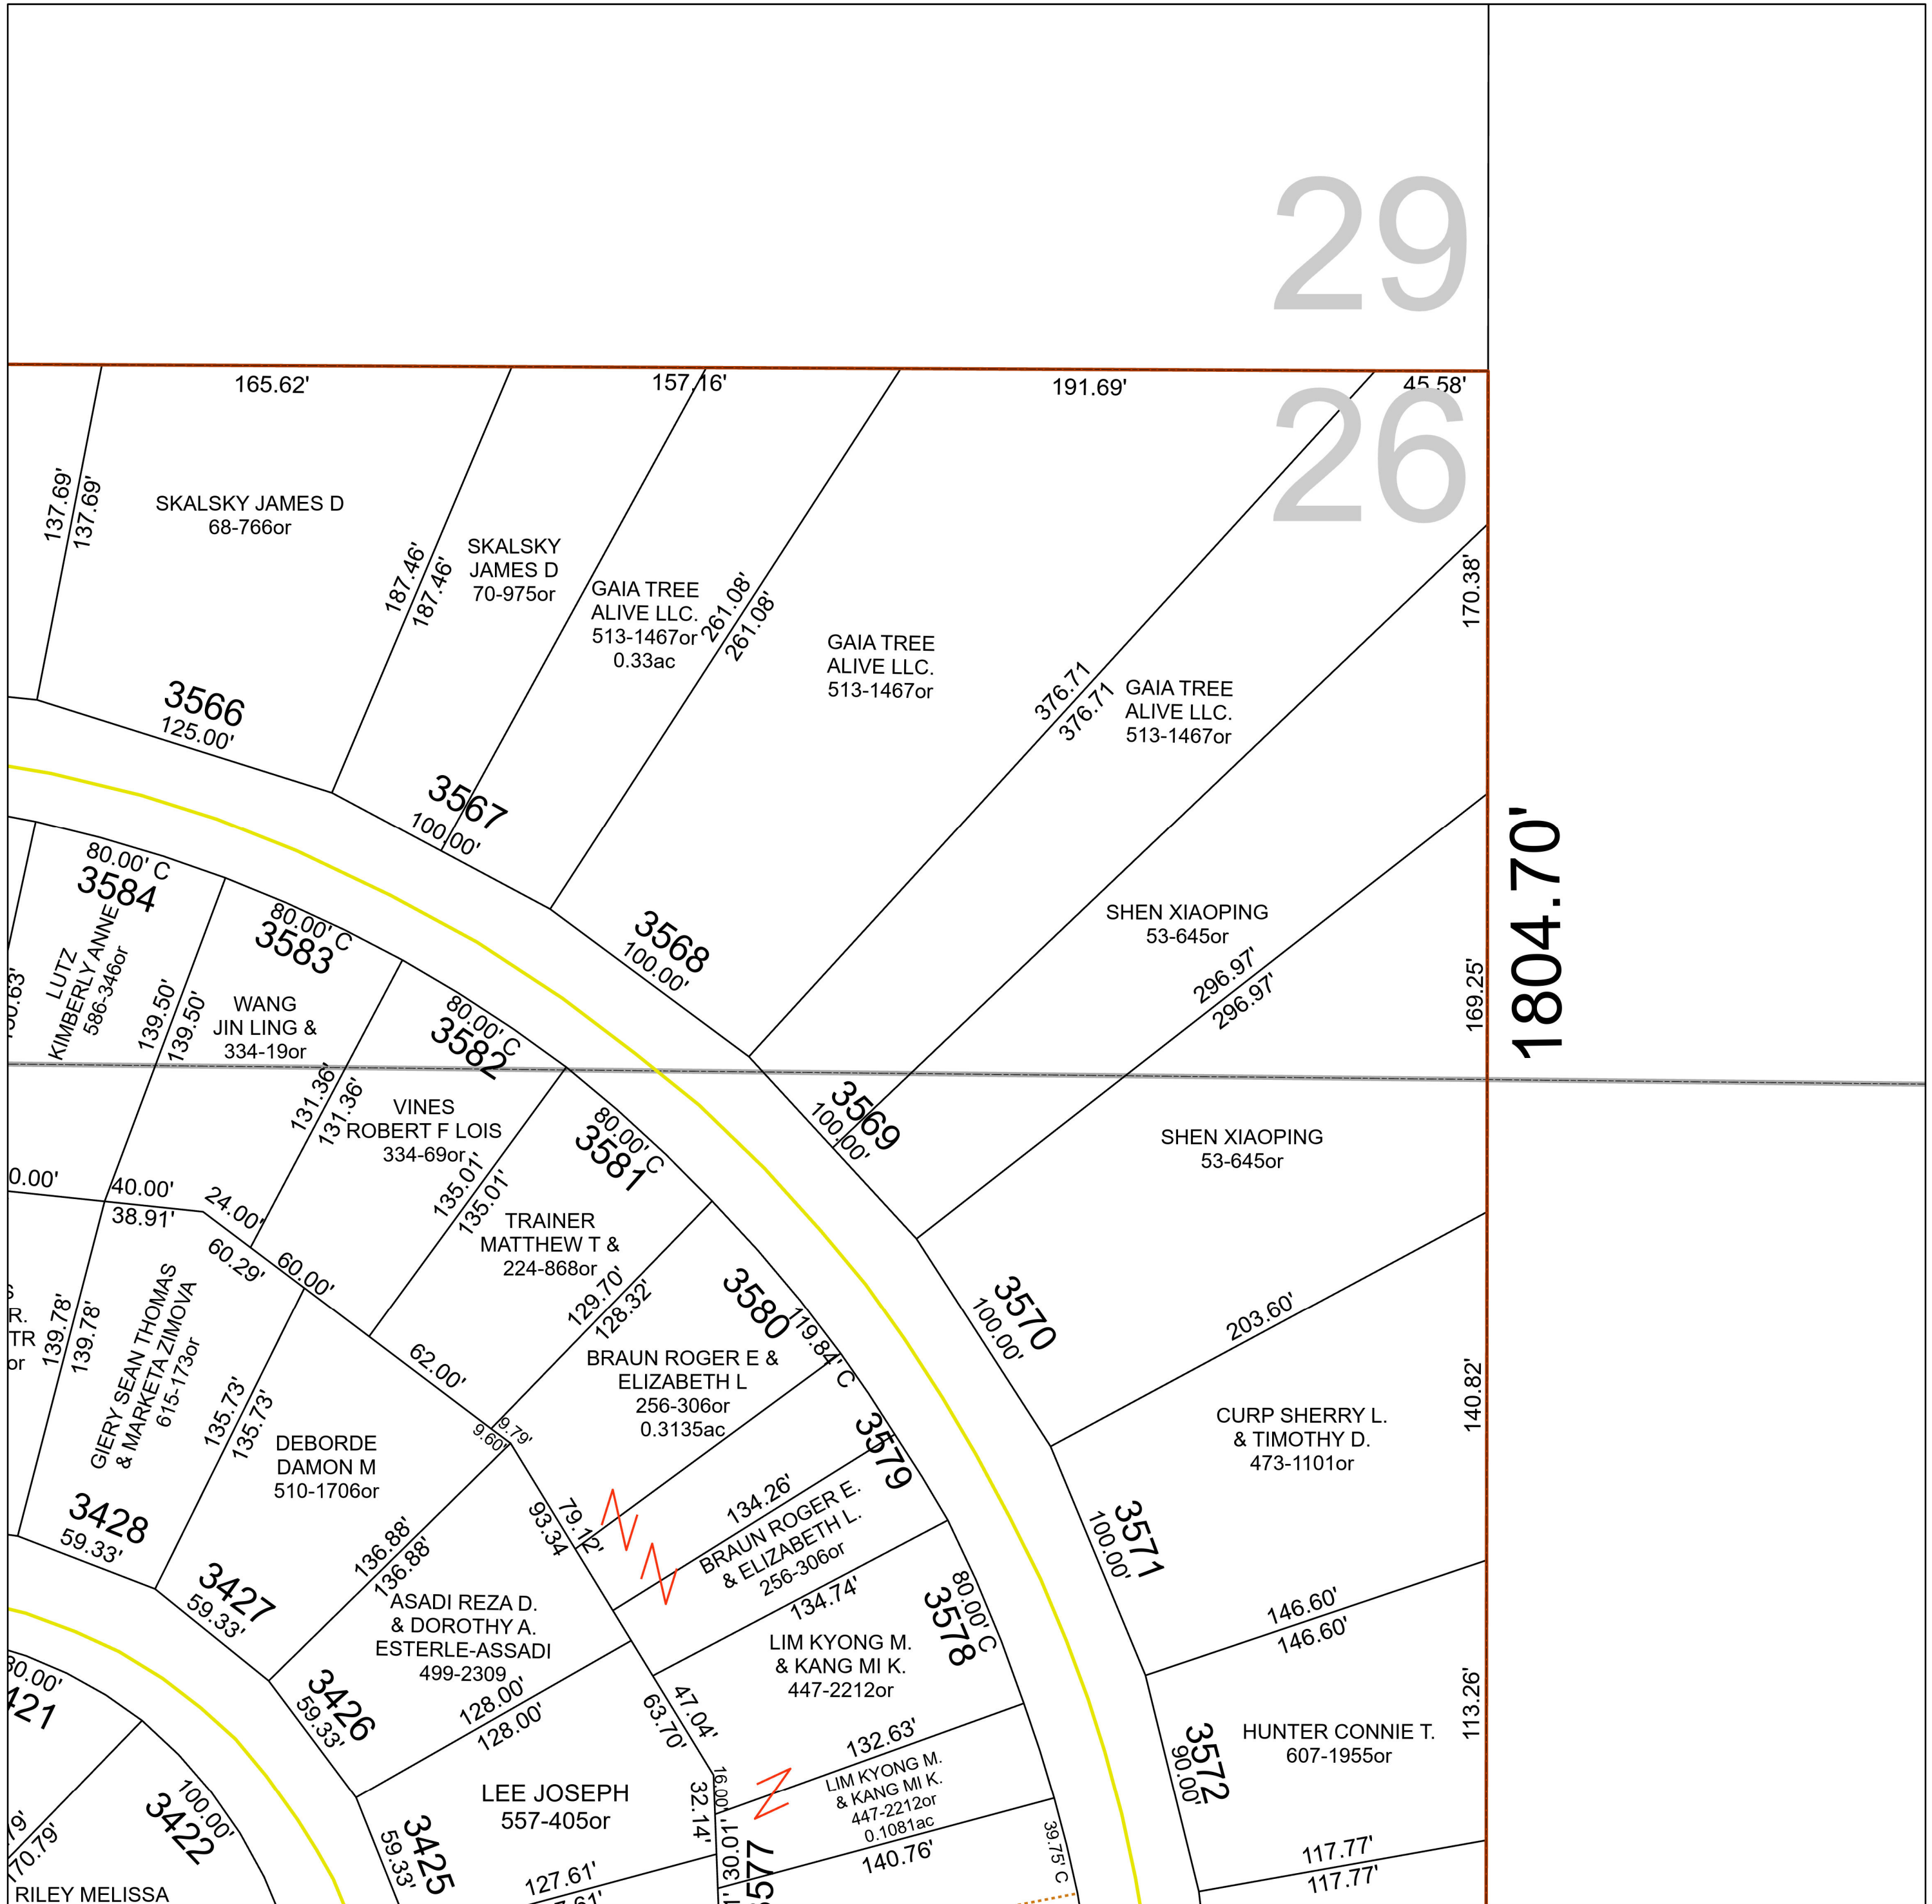 29
26
165.62'
157.16'
191.69'
45.58'
137.69'
137.69'
SKALSKY JAMES D
68-766or
187.46'
187.46'
SKALSKY
JAMES D
70-975or
GAIA TREE
ALIVE LLC.
513-1467or
0.33ac
261.08'
261.08'
GAIA TREE
ALIVE LLC.
513-1467or
376.71
376.71
GAIA TREE
ALIVE LLC.
513-1467or
170.38'
3566
125.00'
3567
100.00'
3568
100.00'
1804.70'
SHEN XIAOPING
53-645or
296.97'
296.97'
169.25'
80.00' C
3584
LUTZ
KIMBERLY ANNE
586-346or
139.50'
139.50'
80.00' C
3583
WANG
JIN LING &
334-19or
131.36'
131.36'
80.00' C
3582
VINES
ROBERT F LOIS
334-69or
135.01'
135.01'
80.00' C
3581
TRAINER
MATTHEW T &
224-868or
129.70'
128.32'
3569
100.00'
SHEN XIAOPING
53-645or
0.00'
40.00'
38.91'
24.00'
60.29'
60.00'
62.00'
9.79'
9.60'
3580
119.84' C
BRAUN ROGER E &
ELIZABETH L
256-306or
0.3135ac
3570
100.00'
203.60'
140.82'
CURP SHERRY L.
& TIMOTHY D.
473-1101or
R.
TR
or
139.78'
139.78'
GIERY SEAN THOMAS
& MARKETA ZIMOVA
615-173or
135.73'
135.73'
DEBORDE
DAMON M
510-1706or
3428
59.33'
3427
59.33'
136.88'
136.88'
93.34
79.12'
134.26'
3579
BRAUN ROGER E.
& ELIZABETH L.
256-306or
134.74'
3571
100.00'
146.60'
146.60'
ASADI REZA D.
& DOROTHY A.
ESTERLE-ASSADI
499-2309
128.00'
128.00'
3426
59.33'
LIM KYONG M.
& KANG MI K.
447-2212or
80.00' C
3578
47.04'
63.70'
132.63'
LIM KYONG M.
& KANG MI K.
447-2212or
0.1081ac
140.76'
39.75' C
16.00'
32.14'
30.01'
3577
3572
90.00'
HUNTER CONNIE T.
607-1955or
113.26'
117.77'
117.77'
LEE JOSEPH
557-405or
3425
59.33'
127.61'
421
100.00'
3422
70.79'
RILEY MELISSA